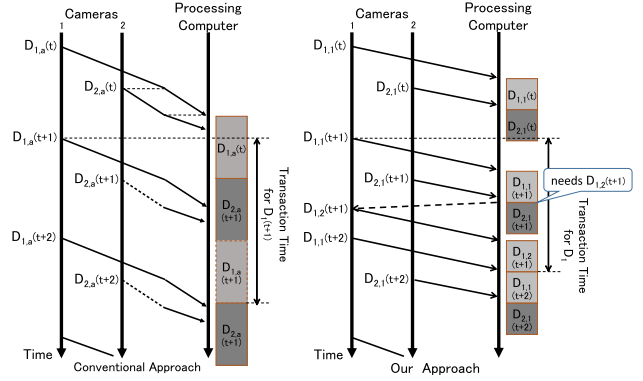 Cameras
Processing
Computer
1
2
D1,a(t)
D2,a(t)
D1,a(t+1)
D2,a(t+1)
D1,a(t+2)
D2,a(t+2)
Time
D1,a(t)
D2,a
(t+1)
D1,a
(t+1)
D2,a
(t+1)
Transaction Time
for D1(t+1)
Conventional Approach
Cameras
Processing
Computer
1
2
D1,1(t)
D2,1(t)
D1,1(t+1)
D2,1(t+1)
D1,2(t+1)
D1,1(t+2)
D2,1(t+2)
Time
D1,1(t)
D2,1(t)
D1,1
(t+1)
D2,1
(t+1)
D1,2
(t+1)
D1,1
(t+2)
D2,1
(t+2)
needs D1,2(t+1)
Transaction Time
for D1
Our Approach